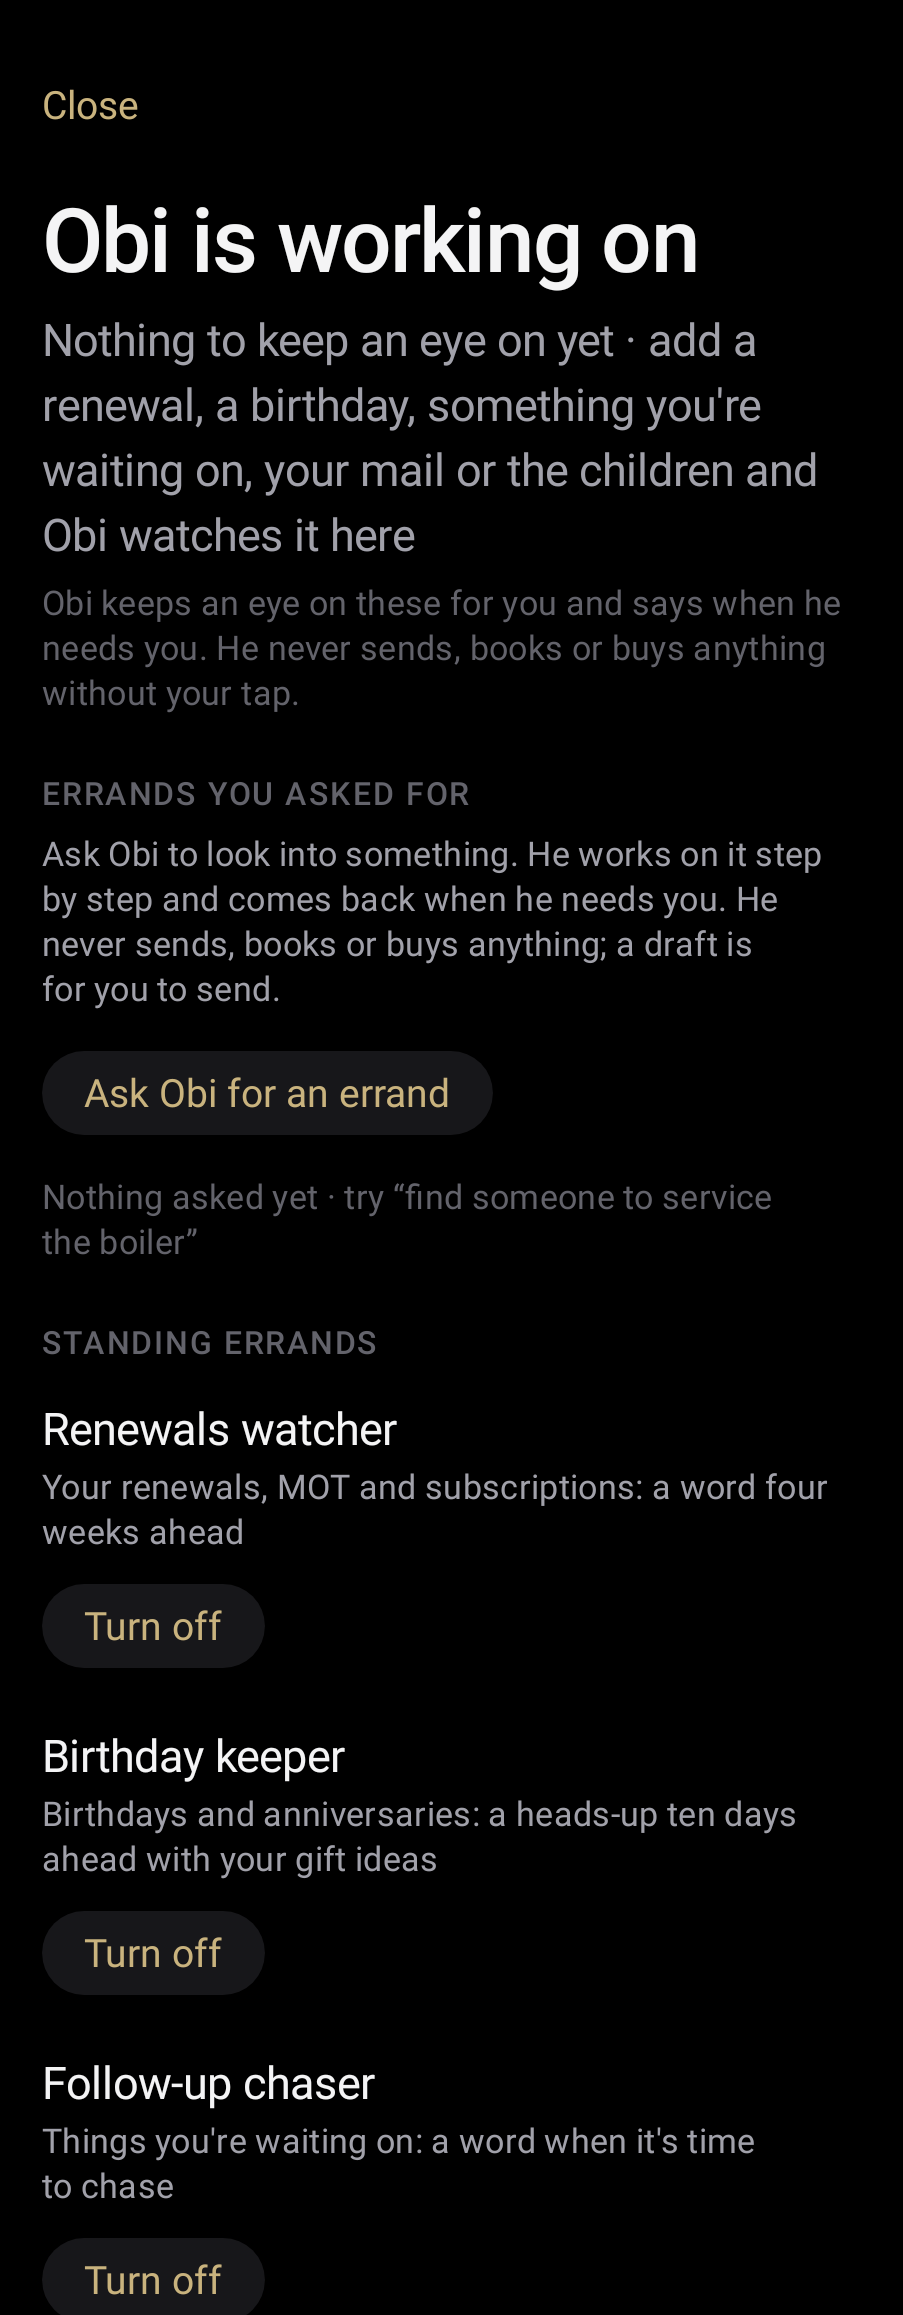 Close
Obi is working on
Nothing to keep an eye on yet · add a
renewal, a birthday, something you're
waiting on, your mail or the children and
Obi watches it here
Obi keeps an eye on these for you and says when he
needs you. He never sends, books or buys anything
without your tap.
ERRANDS YOU ASKED FOR
Ask Obi to look into something. He works on it step
by step and comes back when he needs you. He
never sends, books or buys anything; a draft is
for you to send.
Ask Obi for an errand
Nothing asked yet · try “find someone to service
the boiler”
STANDING ERRANDS
Renewals watcher
Your renewals, MOT and subscriptions: a word four
weeks ahead
Turn off
Birthday keeper
Birthdays and anniversaries: a heads-up ten days
ahead with your gift ideas
Turn off
Follow-up chaser
Things you're waiting on: a word when it's time
to chase
Turn off